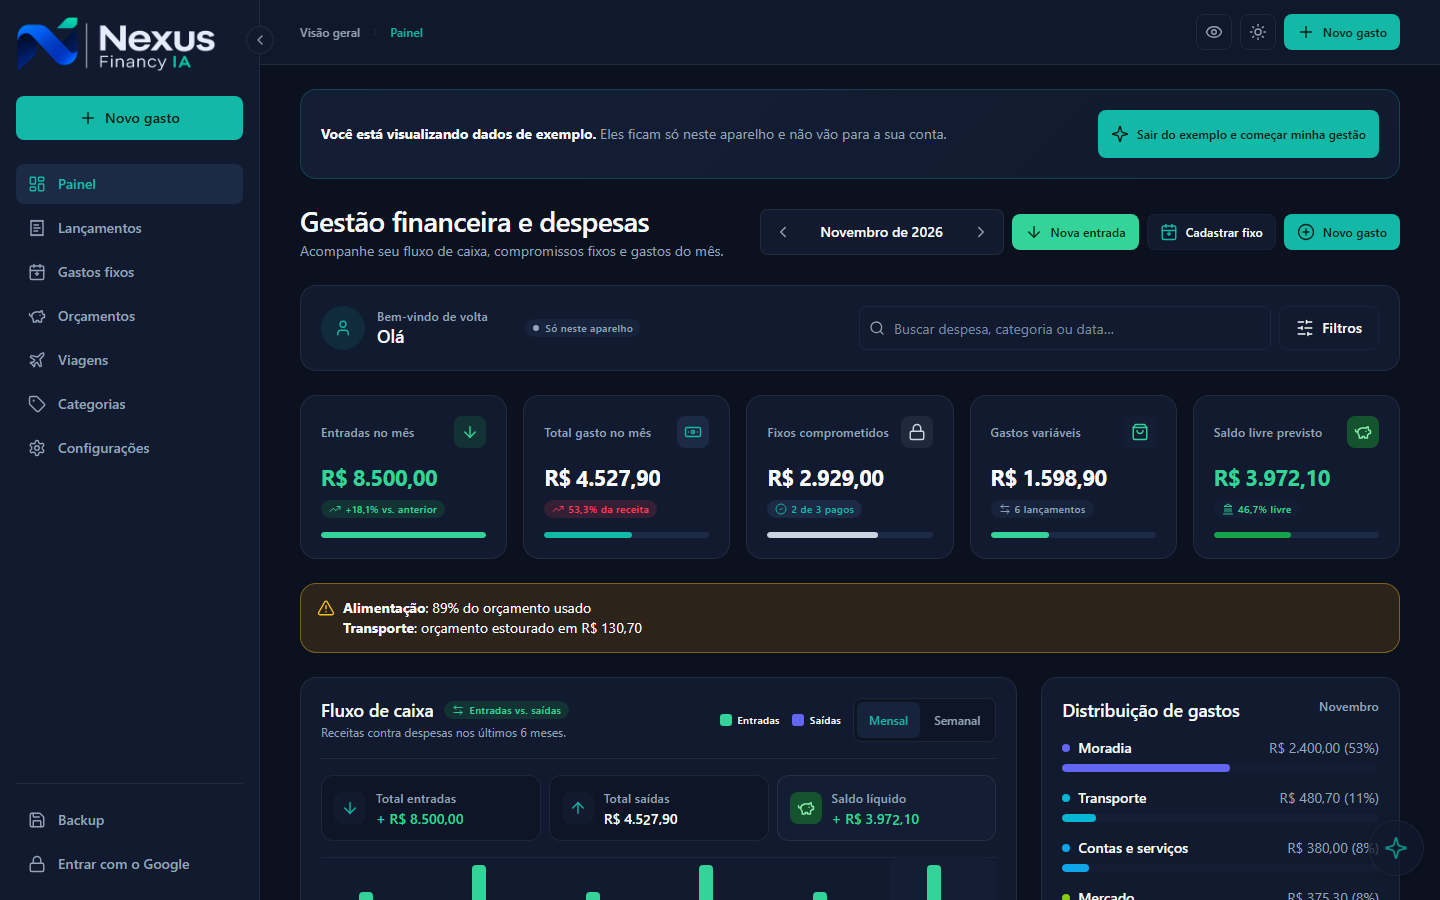 Nexus
Financy IA
Novo gasto
Painel
Lançamentos
Gastos fixos
Orçamentos
Viagens
Categorias
Configurações
Backup
Entrar com o Google
Visão geral
Painel
Novo gasto
Você está visualizando dados de exemplo. Eles ficam só neste aparelho e não vão para a sua conta.
Sair do exemplo e começar minha gestão
Gestão financeira e despesas
Acompanhe seu fluxo de caixa, compromissos fixos e gastos do mês.
Novembro de 2026
Nova entrada
Cadastrar fixo
Novo gasto
Bem-vindo de volta
Olá
Só neste aparelho
Buscar despesa, categoria ou data...
Filtros
Entradas no mês
R$ 8.500,00
+18,1% vs. anterior
Total gasto no mês
R$ 4.527,90
53,3% da receita
Fixos comprometidos
R$ 2.929,00
2 de 3 pagos
Gastos variáveis
R$ 1.598,90
6 lançamentos
Saldo livre previsto
R$ 3.972,10
46,7% livre
Alimentação: 89% do orçamento usado
Transporte: orçamento estourado em R$ 130,70
Fluxo de caixa
Entradas vs. saídas
Receitas contra despesas nos últimos 6 meses.
Entradas
Saídas
Mensal
Semanal
Total entradas
+ R$ 8.500,00
Total saídas
R$ 4.527,90
Saldo líquido
+ R$ 3.972,10
Distribuição de gastos
Novembro
Moradia
R$ 2.400,00 (53%)
Transporte
R$ 480,70 (11%)
Contas e serviços
R$ 380,00 (8%)
Mercado
R$ 375,30 (8%)